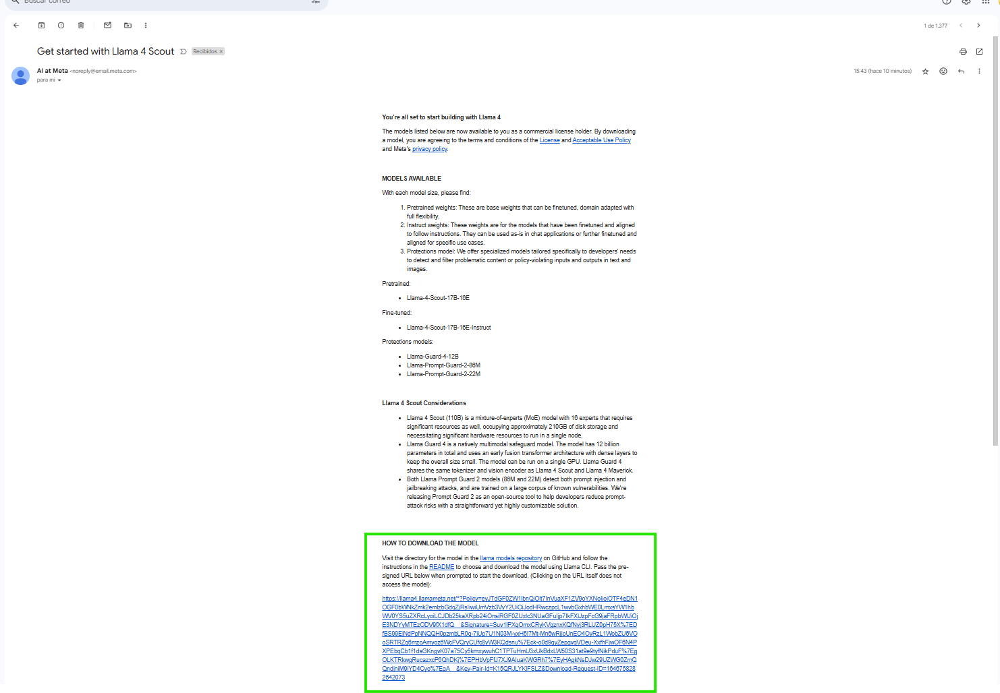 Buscar correo
1 de 1.377
Get started with Llama 4 Scout
Recibidos ×
AI at Meta <noreply@email.meta.com>
15:43 (hace 10 minutos)
para mí
You're all set to start building with Llama 4
The models listed below are now available to you as a commercial license holder. By downloading
a model, you are agreeing to the terms and conditions of the License and Acceptable Use Policy
and Meta's privacy policy.
MODELS AVAILABLE
With each model size, please find:
1. Pretrained weights: These are base weights that can be finetuned, domain adapted with
full flexibility.
2. Instruct weights: These weights are for the models that have been finetuned and aligned
to follow instructions. They can be used as-is in chat applications or further finetuned and
aligned for specific use cases.
3. Protections model: We offer specialized models tailored specifically to developers' needs
to detect and filter problematic content or policy-violating inputs and outputs in text and
images.
Pretrained:
• Llama-4-Scout-17B-16E
Fine-tuned:
• Llama-4-Scout-17B-16E-Instruct
Protections models:
• Llama-Guard-4-12B
• Llama-Prompt-Guard-2-86M
• Llama-Prompt-Guard-2-22M
Llama 4 Scout Considerations
• Llama 4 Scout (110B) is a mixture-of-experts (MoE) model with 16 experts that requires
significant resources as well, occupying approximately 210GB of disk storage and
necessitating significant hardware resources to run in a single node.
• Llama Guard 4 is a natively multimodal safeguard model. The model has 12 billion
parameters in total and uses an early fusion transformer architecture with dense layers to
keep the overall size small. The model can be run on a single GPU. Llama Guard 4
shares the same tokenizer and vision encoder as Llama 4 Scout and Llama 4 Maverick.
• Both Llama Prompt Guard 2 models (86M and 22M) detect both prompt injection and
jailbreaking attacks, and are trained on a large corpus of known vulnerabilities. We're
releasing Prompt Guard 2 as an open-source tool to help developers reduce prompt-
attack risks with a straightforward yet highly customizable solution.
HOW TO DOWNLOAD THE MODEL
Visit the directory for the model in the llama models repository on GitHub and follow the
instructions in the README to choose and download the model using Llama CLI. Pass the pre-
signed URL below when prompted to start the download. (Clicking on the URL itself does not
access the model):
https://llama4.llamameta.net/*?Policy=
&Key-Pair-Id=K15QRJLYKIFSLZ&Download-Request-ID=164675828
2642073